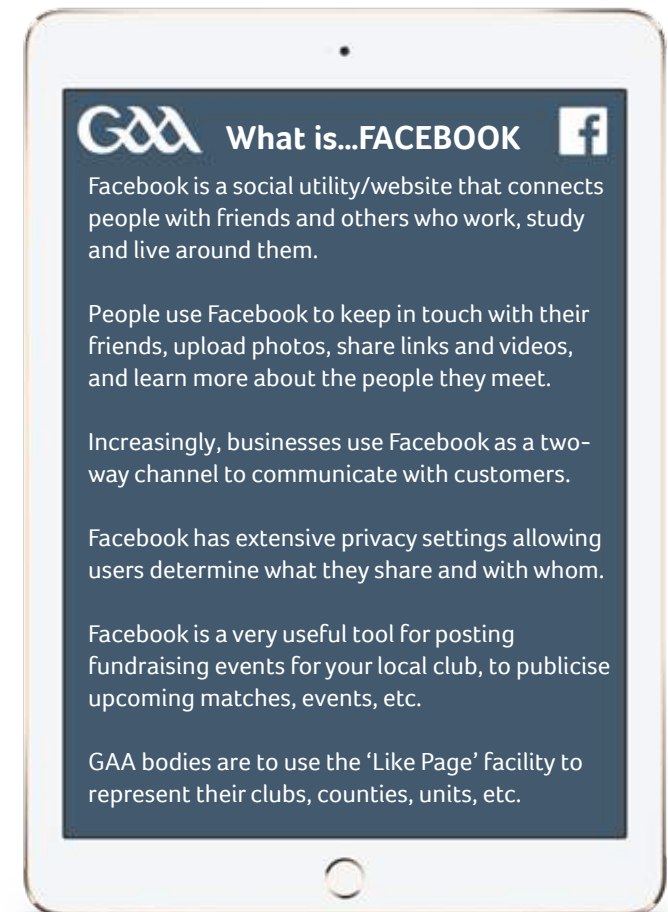 GAA What is...FACEBOOK f
Facebook is a social utility/website that connects
people with friends and others who work, study
and live around them.
People use Facebook to keep in touch with their
friends, upload photos, share links and videos,
and learn more about the people they meet.
Increasingly, businesses use Facebook as a two-
way channel to communicate with customers.
Facebook has extensive privacy settings allowing
users determine what they share and with whom.
Facebook is a very useful tool for posting
fundraising events for your local club, to publicise
upcoming matches, events, etc.
GAA bodies are to use the ‘Like Page’ facility to
represent their clubs, counties, units, etc.